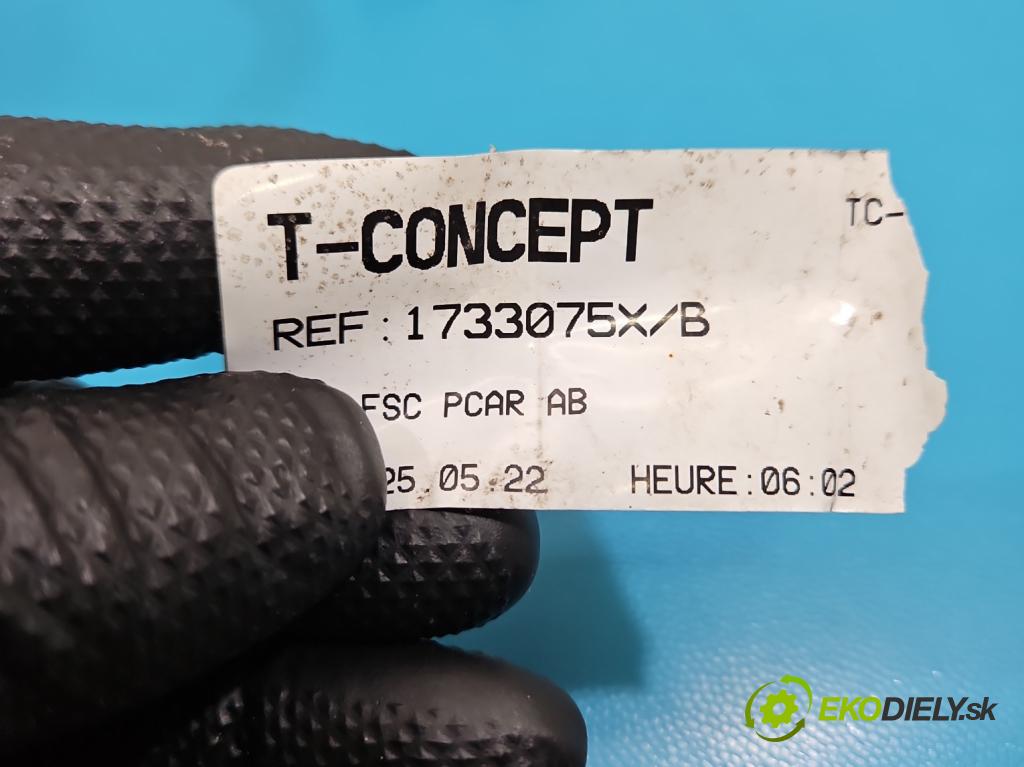 T-CONCEPT
TC-
REF:1733075X/B
FSC PCAR AB
25.05.22 HEURE:06:02
EKODIELY.sk